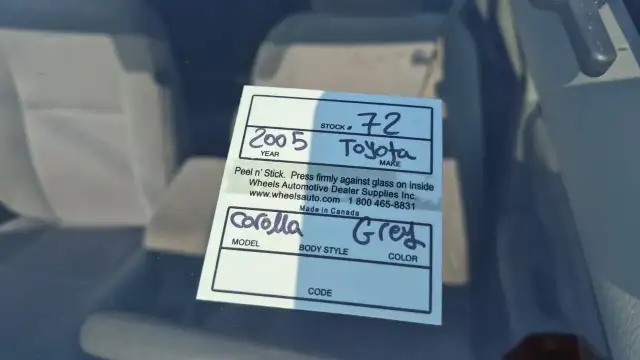 STOCK # 72
2005 Toyota
YEAR MAKE
Peel n' Stick. Press firmly against glass on inside
Wheels Automotive Dealer Supplies Inc
www.wheelsauto.com 1 800 465-8831
Made in Canada
Corolla Grey
MODEL BODY STYLE COLOR
CODE